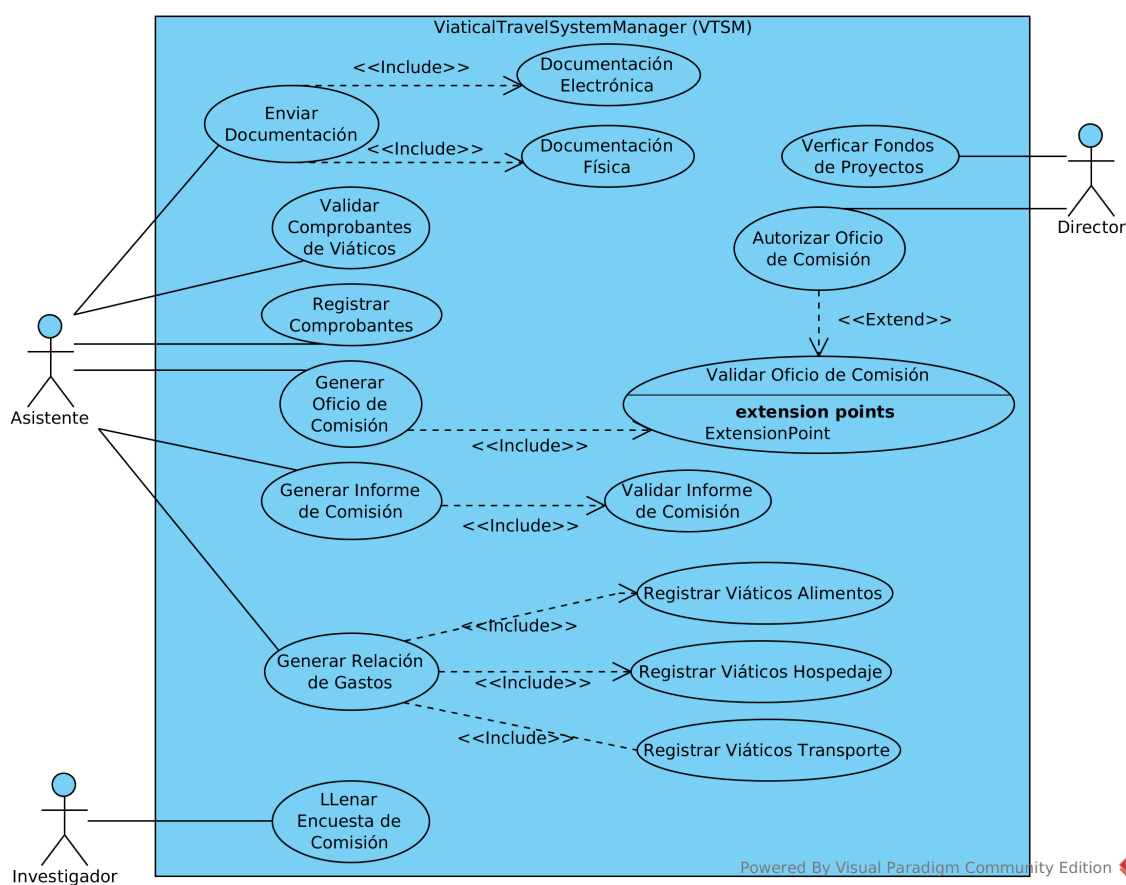 ViaticalTravelSystemManager (VTSM)
<<Include>>
Documentación
Electrónica
Enviar
Documentación
<<Include>>
Documentación
Física
Verficar Fondos
de Proyectos
Director
Validar
Comprobantes
de Viáticos
Autorizar Oficio
de Comisión
Registrar
Comprobantes
<<Extend>>
Asistente
Generar
Oficio de
Comisión
Validar Oficio de Comisión
extension points
ExtensionPoint
<<Include>>
Generar Informe
de Comisión
<<Include>>
Validar Informe
de Comisión
Registrar Viáticos Alimentos
<<Include>>
Generar Relación
de Gastos
<<Include>>
Registrar Viáticos Hospedaje
<<Include>>
Registrar Viáticos Transporte
LLenar
Encuesta de
Comisión
Investigador
Powered By Visual Paradigm Community Edition